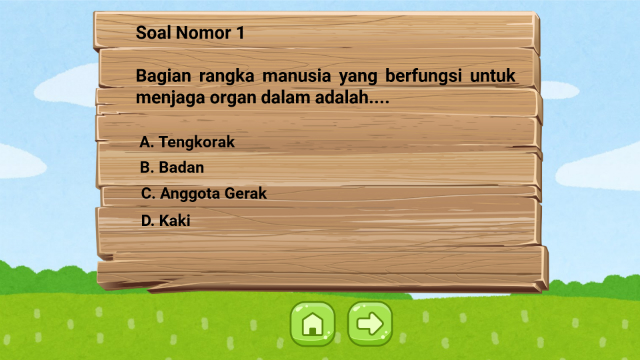 Soal Nomor 1
Bagian rangka manusia yang berfungsi untuk
menjaga organ dalam adalah....
A. Tengkorak
B. Badan
C. Anggota Gerak
D. Kaki